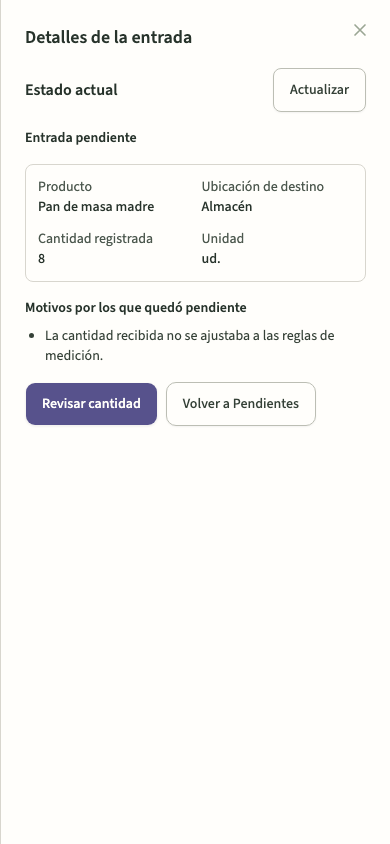 Detalles de la entrada
Estado actual
Actualizar
Entrada pendiente
Producto
Pan de masa madre
Ubicación de destino
Almacén
Cantidad registrada
8
Unidad
ud.
Motivos por los que quedó pendiente
• La cantidad recibida no se ajustaba a las reglas de
medición.
Revisar cantidad
Volver a Pendientes